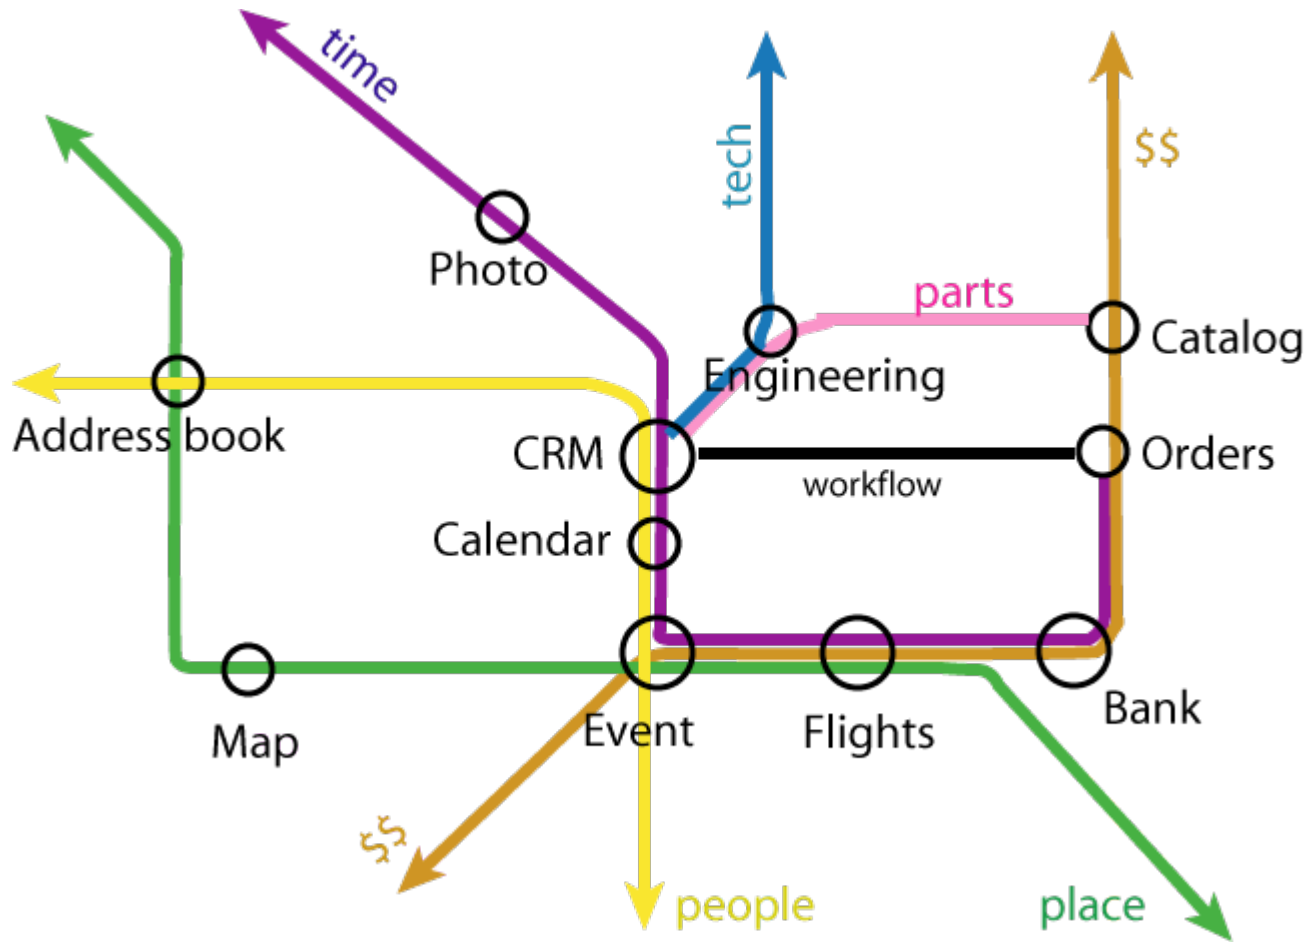 time
tech
$$
Photo
parts
Catalog
Engineering
Address book
CRM
Orders
workflow
Calendar
Event
Flights
Bank
Map
$$
people
place